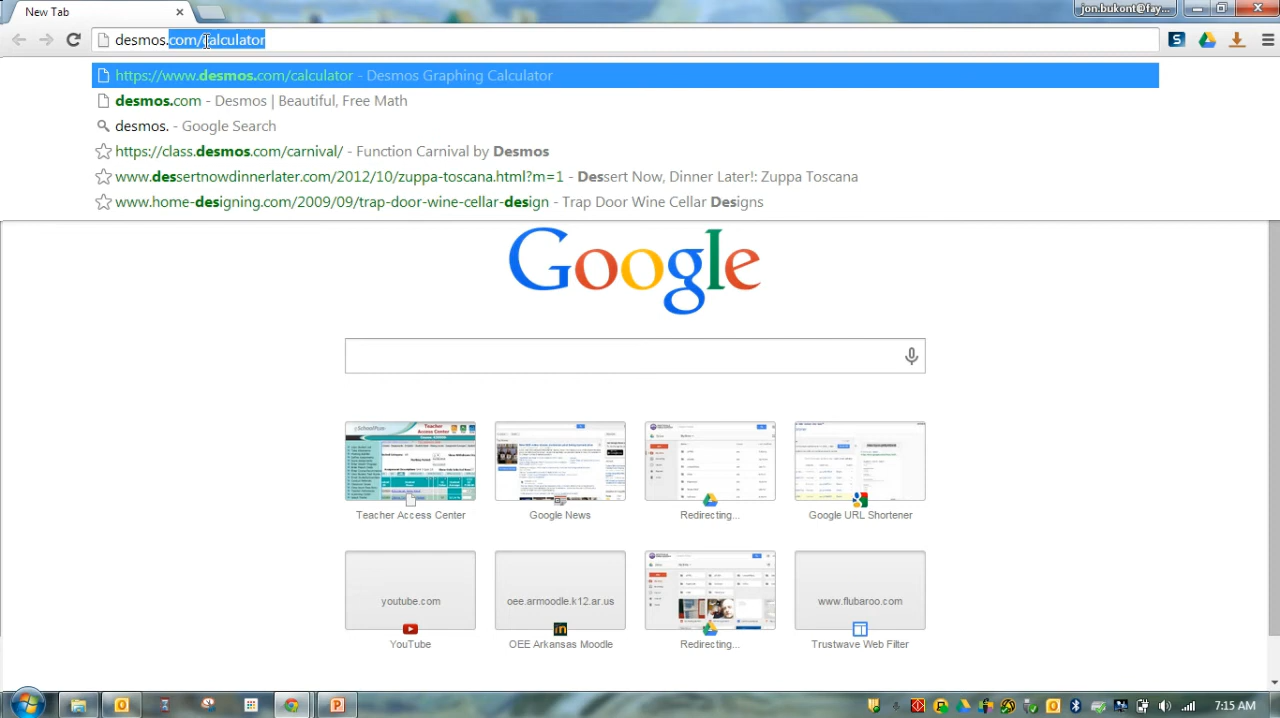 New Tab
jon.bukont@fay...
desmos.com/calculator
https://www.desmos.com/calculator - Desmos Graphing Calculator
desmos.com - Desmos | Beautiful, Free Math
desmos. - Google Search
https://class.desmos.com/carnival/ - Function Carnival by Desmos
www.dessertnowdinnerlater.com/2012/10/zuppa-toscana.html?m=1 - Dessert Now, Dinner Later!: Zuppa Toscana
www.home-designing.com/2009/09/trap-door-wine-cellar-design - Trap Door Wine Cellar Designs
Google
Teacher Access Center
Google News
Redirecting...
Google URL Shortener
youtube.com
oee.armoodle.k12.ar.us
www.flubaroo.com
YouTube
OEE Arkansas Moodle
Redirecting...
Trustwave Web Filter
7:15 AM